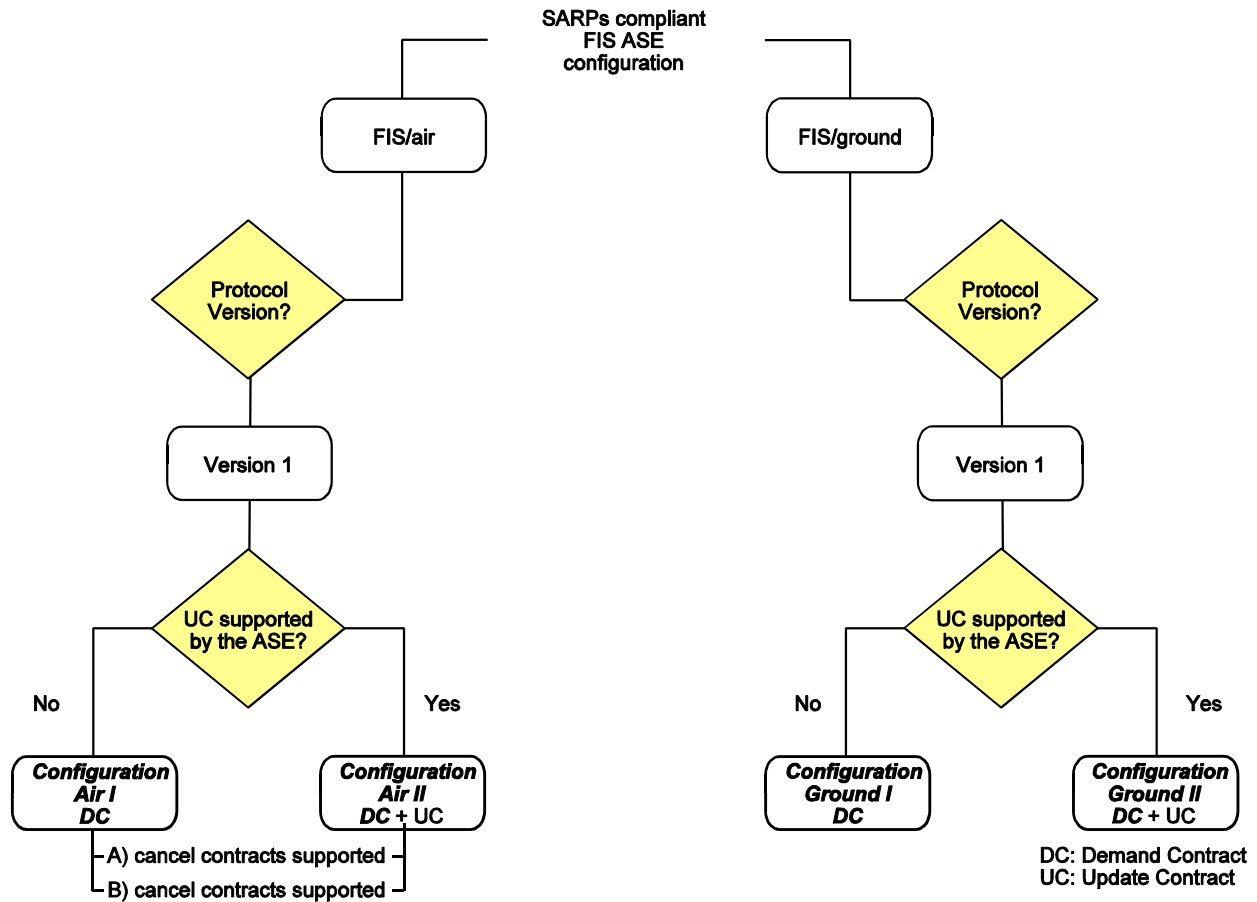 SARPs compliant
FIS ASE
configuration
FIS/air
FIS/ground
Protocol
Version?
Protocol
Version?
Version 1
Version 1
UC supported
by the ASE?
UC supported
by the ASE?
No
Yes
No
Yes
Configuration
Air I
DC
Configuration
Air II
DC + UC
Configuration
Ground I
DC
Configuration
Ground II
DC + UC
A) cancel contracts supported
B) cancel contracts supported
DC: Demand Contract
UC: Update Contract